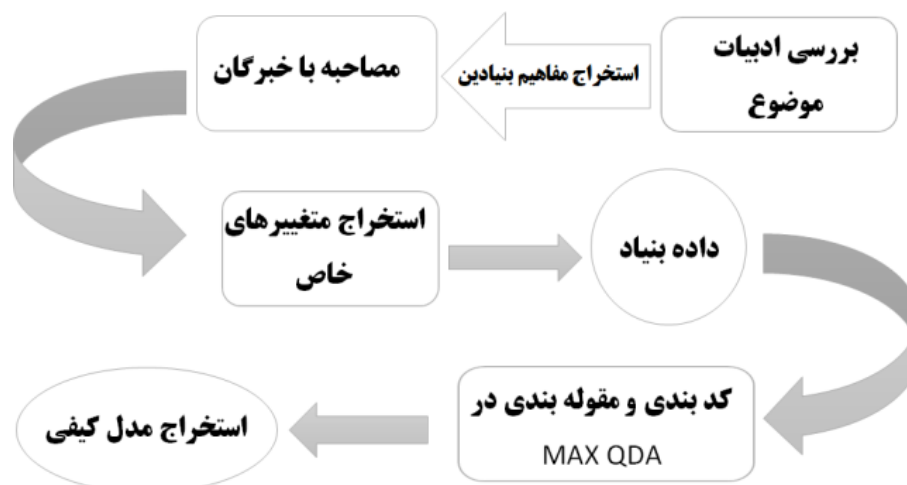 بررسی ادبیات
موضوع
استخراج مفاهیم بنیادین
مصاحبه با خبرگان
استخراج متغییرهای
خاص
داده بنیاد
کد بندی و مقوله بندی در
MAX QDA
استخراج مدل کیفی